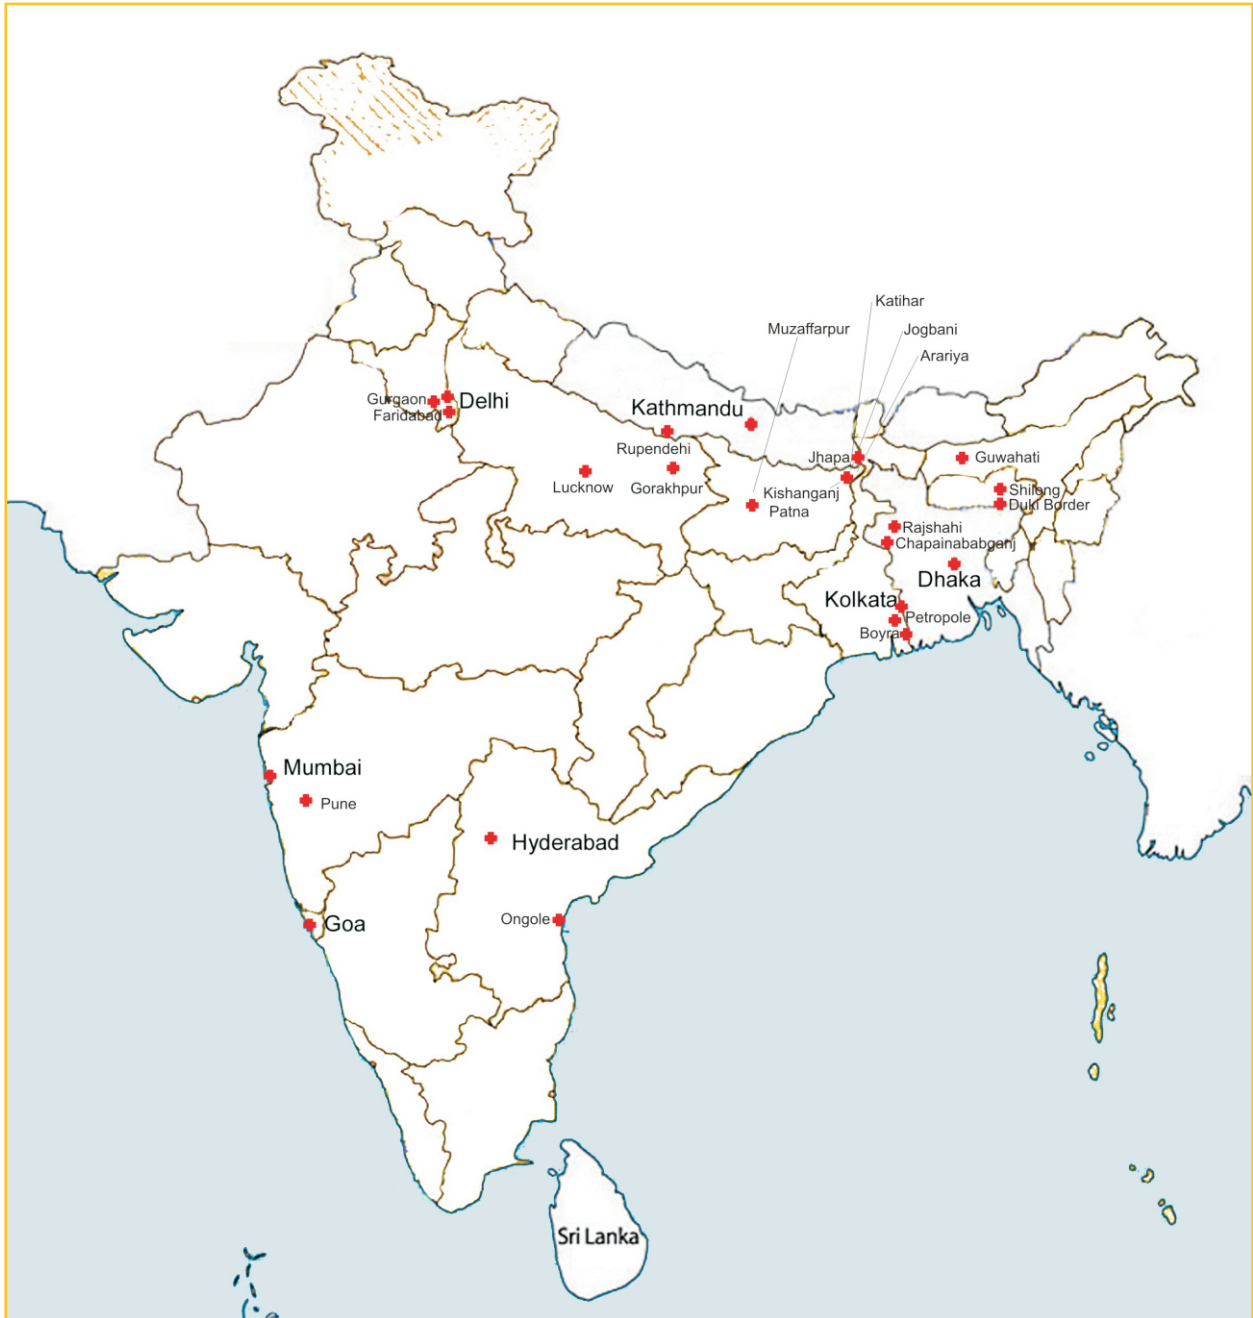 Katihar
Muzaffarpur
Jogbani
Arariya
Gurgaon
Delhi
Faridabad
Kathmandu
Rupendehi
Jhapa
Guwahati
Lucknow
Gorakhpur
Kishanganj
Patna
Shilong
Duki Border
Rajshahi
Chapainababganj
Dhaka
Kolkata
Petropole
Boyra
Mumbai
Pune
Hyderabad
Ongole
Goa
Sri Lanka